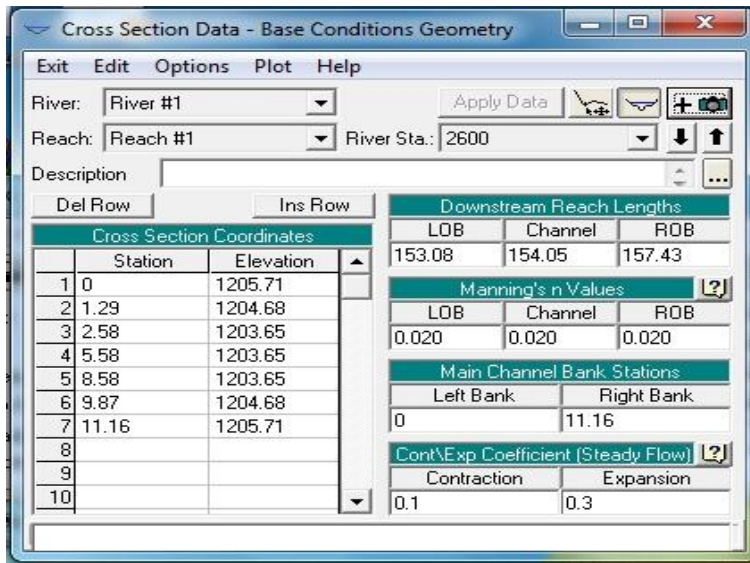 Cross Section Data - Base Conditions Geometry
Exit Edit Options Plot Help
River: River #1 Apply Data
Reach: Reach #1 River Sta.: 2600
Description ...
Del Row Ins Row
Cross Section Coordinates
Station Elevation
1 0 1205.71
2 1.29 1204.68
3 2.58 1203.65
4 5.58 1203.65
5 8.58 1203.65
6 9.87 1204.68
7 11.16 1205.71
8
9
10
Downstream Reach Lengths
LOB Channel ROB
153.08 154.05 157.43
Manning's n Values ?
LOB Channel ROB
0.020 0.020 0.020
Main Channel Bank Stations
Left Bank Right Bank
0 11.16
Cont\Exp Coefficient (Steady Flow) ?
Contraction Expansion
0.1 0.3